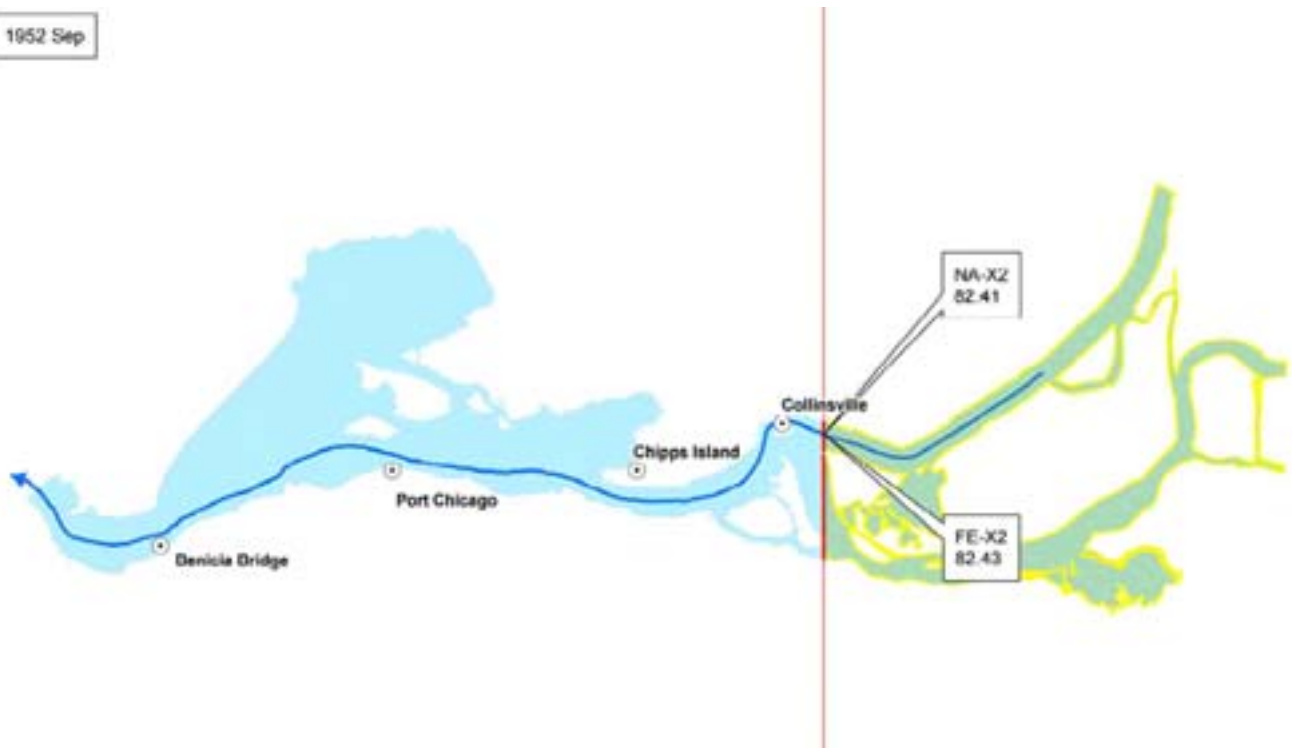 1952 Sep
NA-X2
82.41
Collinsville
Chipps Island
Port Chicago
Benicia Bridge
FE-X2
82.43